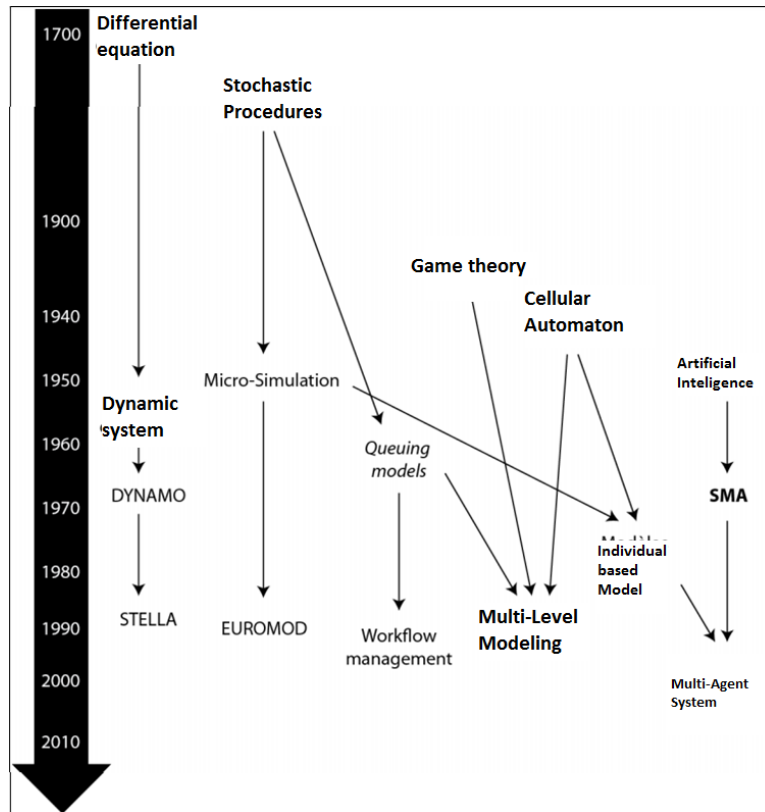 1700
Differential
equation
Stochastic
Procedures
1900
Game theory
Cellular
Automaton
1940
Artificial
Inteligence
1950
Micro-Simulation
Dynamic
system
1960
Queuing
models
DYNAMO
SMA
1970
Individual
based
Model
1980
STELLA
EUROMOD
Multi-Level
Modeling
1990
Workflow
management
2000
Multi-Agent
System
2010